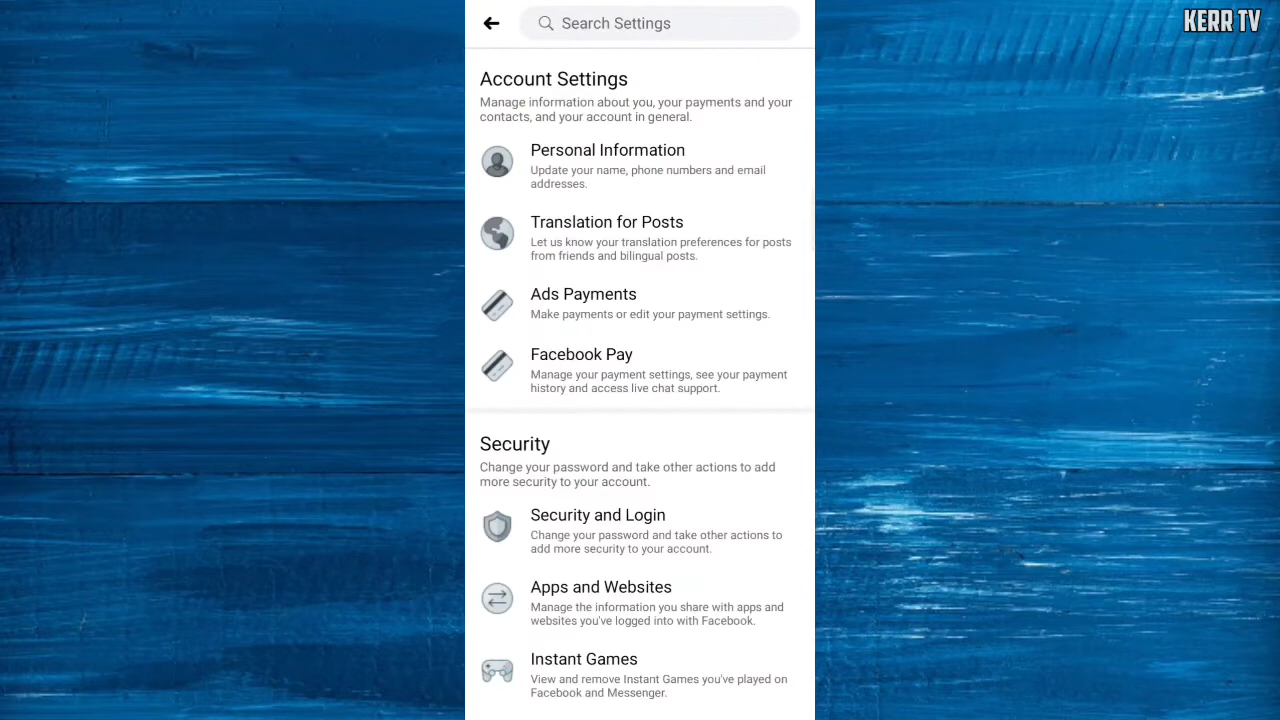 KERR TV
Search Settings
Account Settings
Manage information about you, your payments and your
contacts, and your account in general.
Personal Information
Update your name, phone numbers and email
addresses.
Translation for Posts
Let us know your translation preferences for posts
from friends and bilingual posts.
Ads Payments
Make payments or edit your payment settings.
Facebook Pay
Manage your payment settings, see your payment
history and access live chat support.
Security
Change your password and take other actions to add
more security to your account.
Security and Login
Change your password and take other actions to
add more security to your account.
Apps and Websites
Manage the information you share with apps and
websites you've logged into with Facebook.
Instant Games
View and remove Instant Games you've played on
Facebook and Messenger.